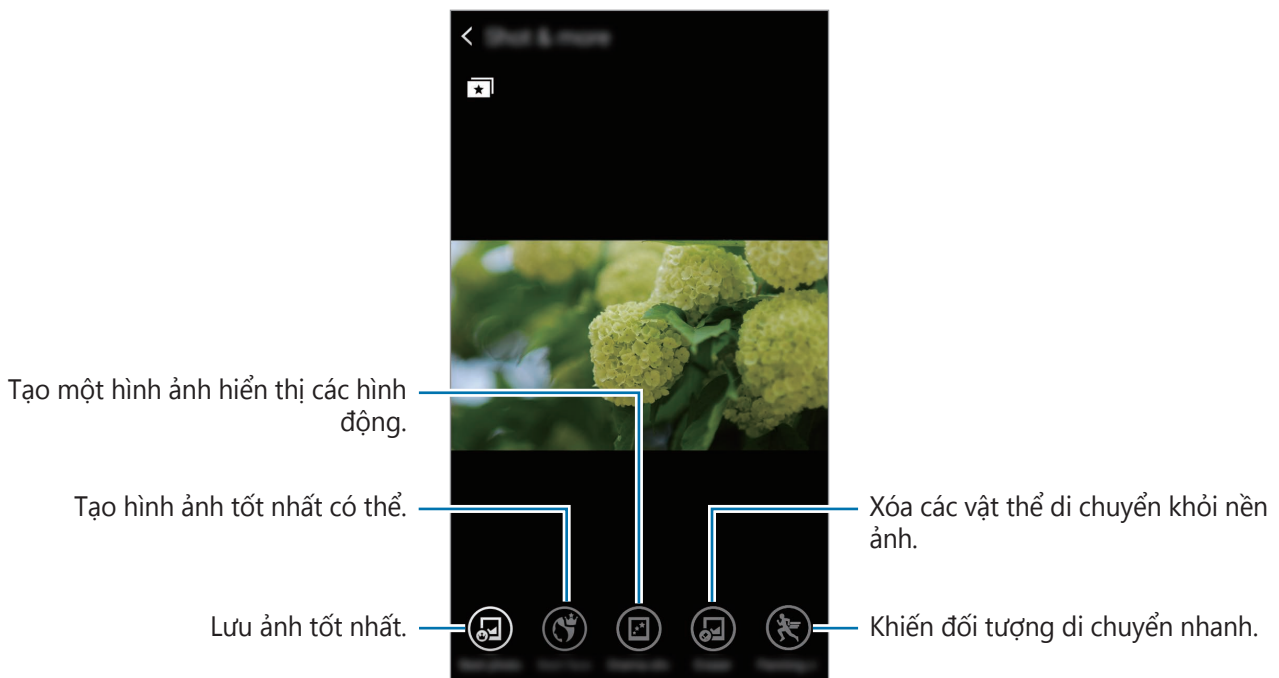 Shot & more
Tạo một hình ảnh hiển thị các hình
động.
Tạo hình ảnh tốt nhất có thể.
Lưu ảnh tốt nhất.
Xóa các vật thể di chuyển khỏi nền
ảnh.
Khiến đối tượng di chuyển nhanh.